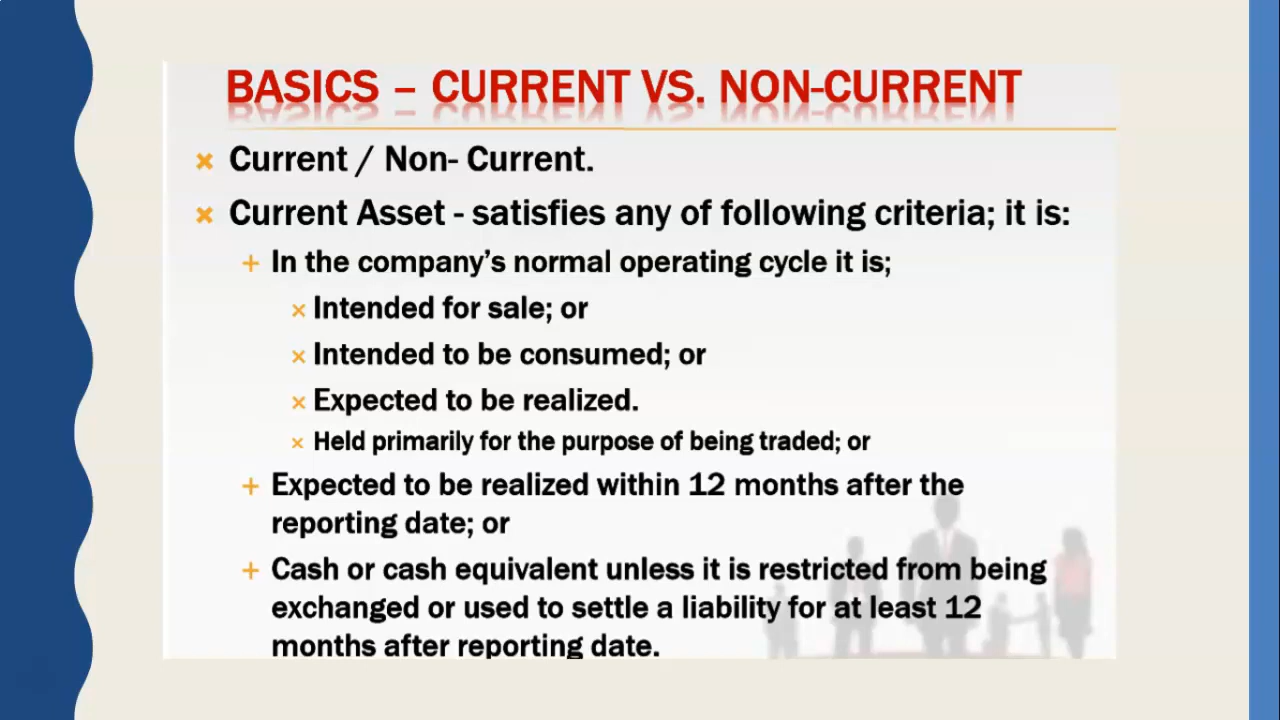 BASICS – CURRENT VS. NON-CURRENT
Current / Non- Current.
Current Asset - satisfies any of following criteria; it is:
In the company's normal operating cycle it is;
Intended for sale; or
Intended to be consumed; or
Expected to be realized.
Held primarily for the purpose of being traded; or
Expected to be realized within 12 months after the
reporting date; or
Cash or cash equivalent unless it is restricted from being
exchanged or used to settle a liability for at least 12
months after reporting date.